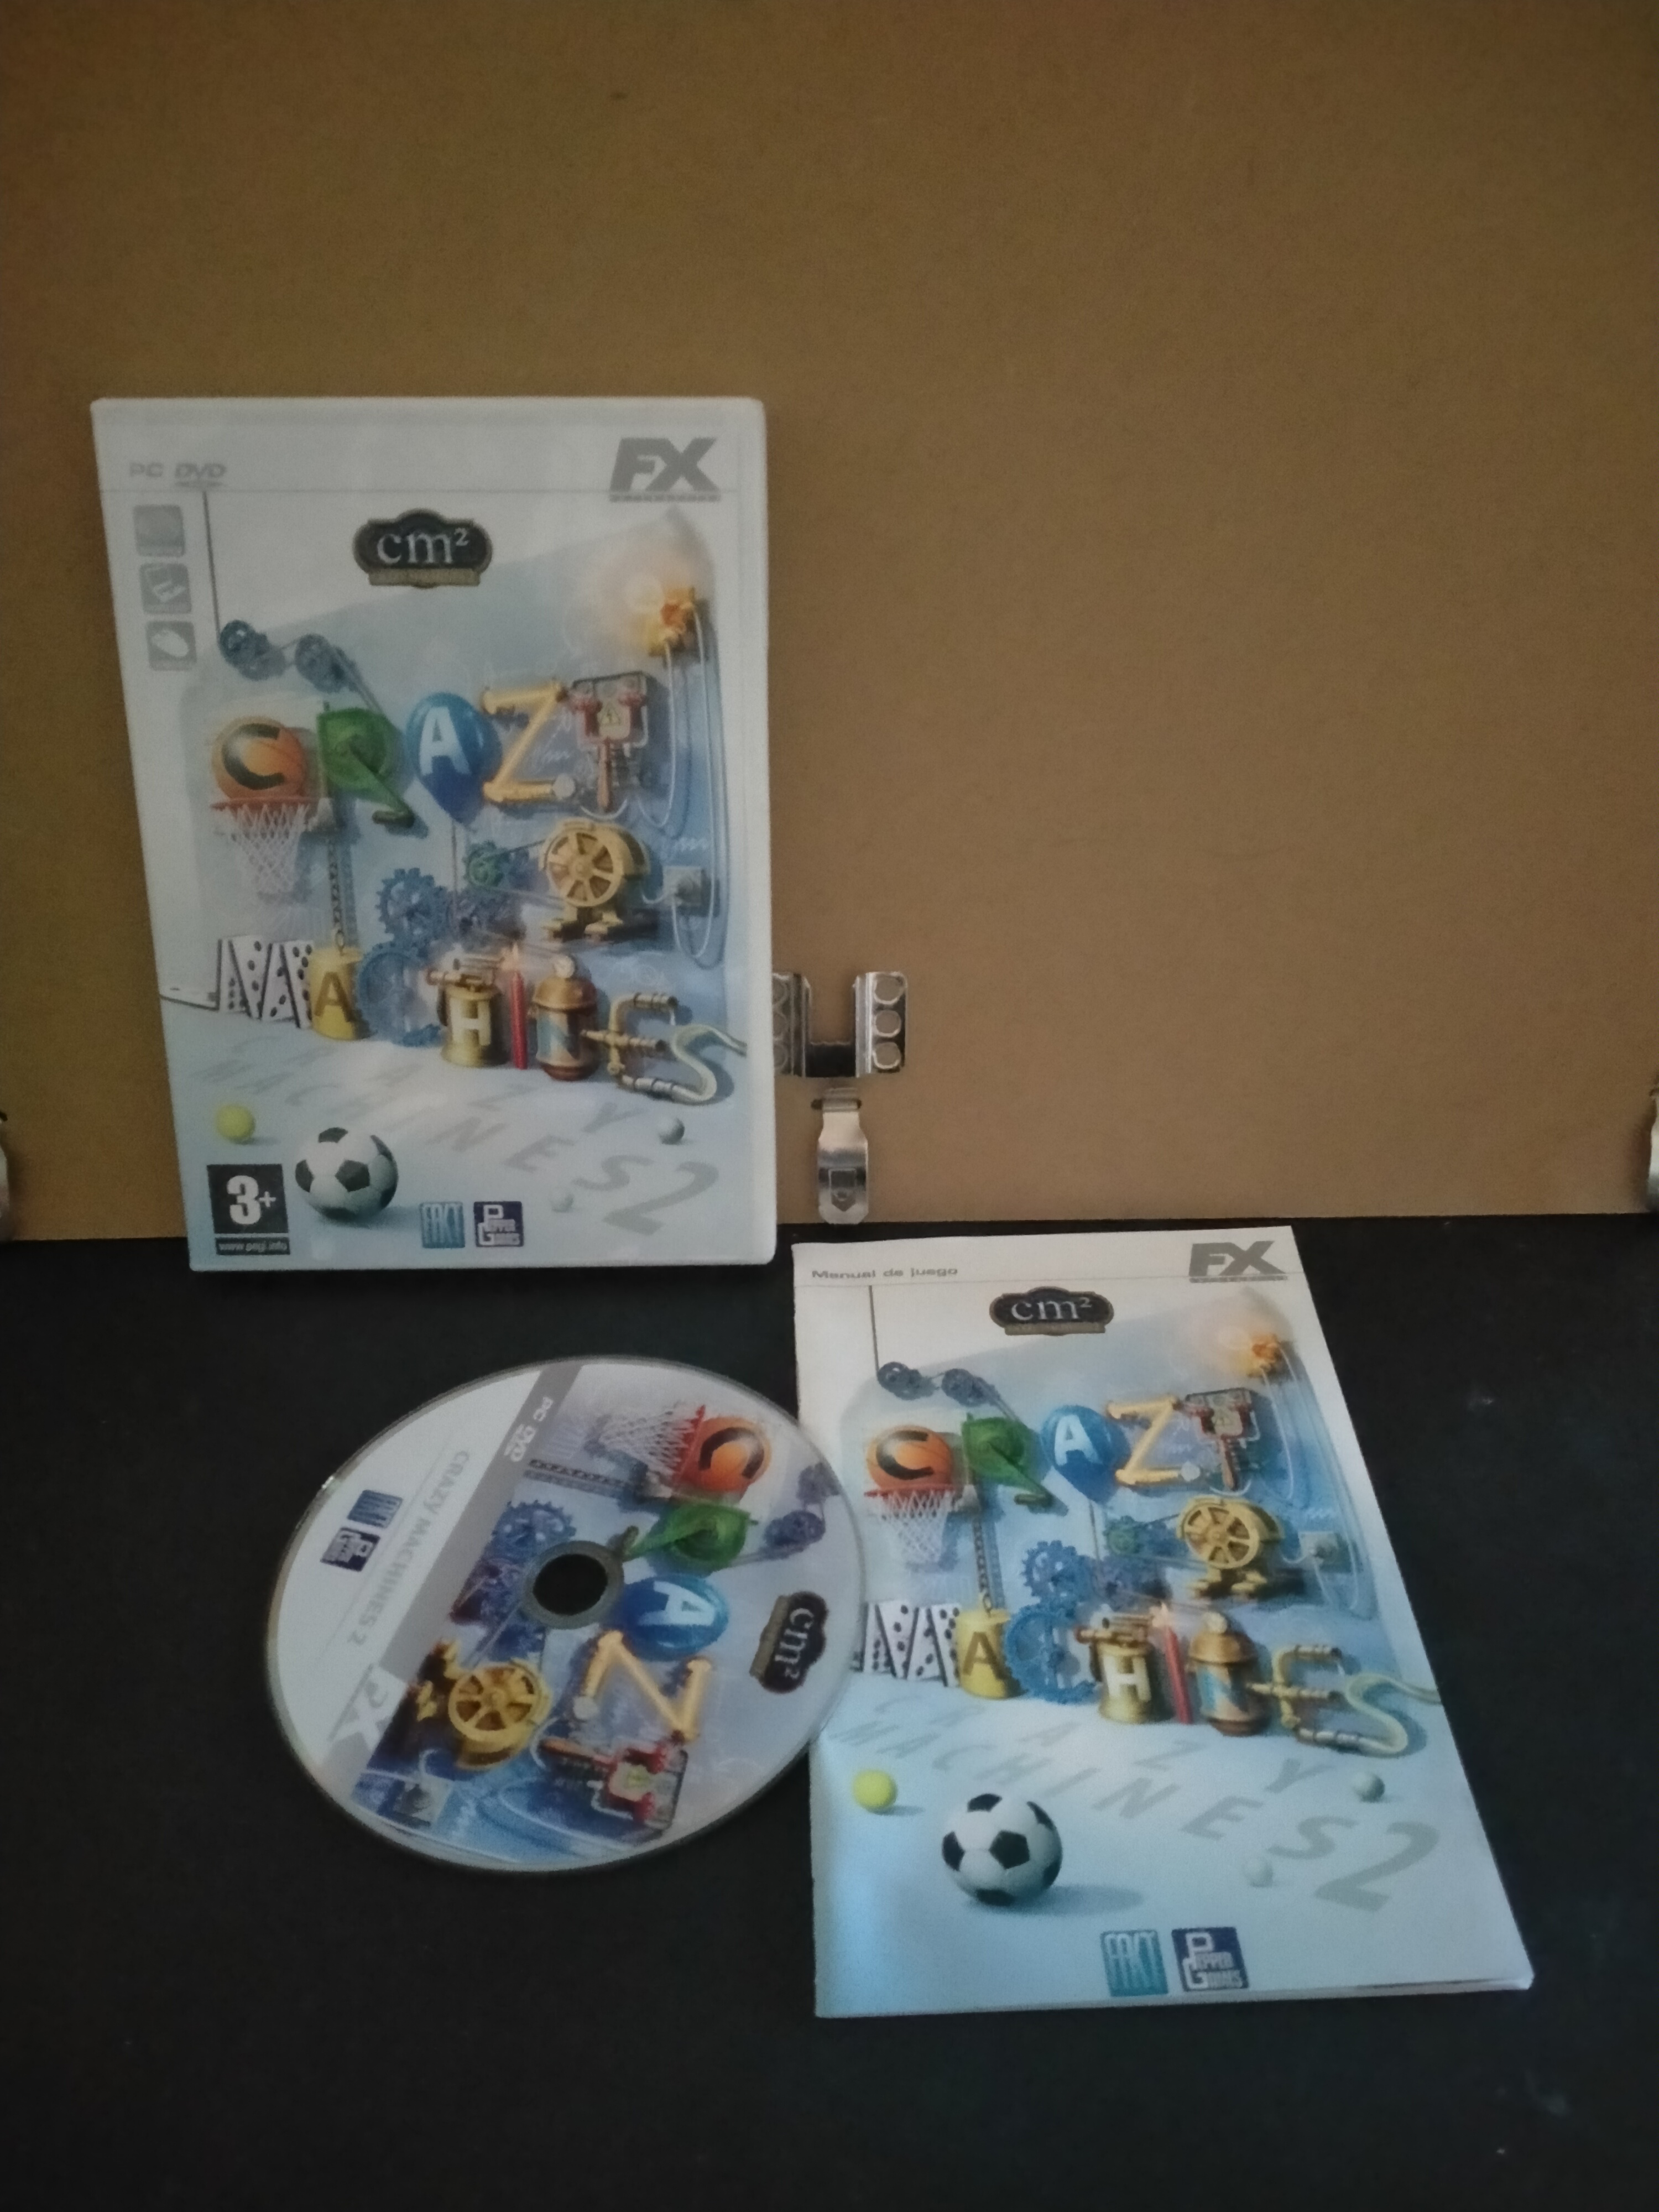 PC DVD
FX
cm²
CRAZY
MACHINES
CRAZY
MACHINES 2
3+
www.pegi.info
FAKT
PEPPER
GAMES
Manual de juego
FX
cm²
CRAZY
MACHINES
CRAZY
MACHINES 2
FAKT
PEPPER
GAMES
PC DVD
CRAZY MACHINES 2
FX
cm²
CRAZY